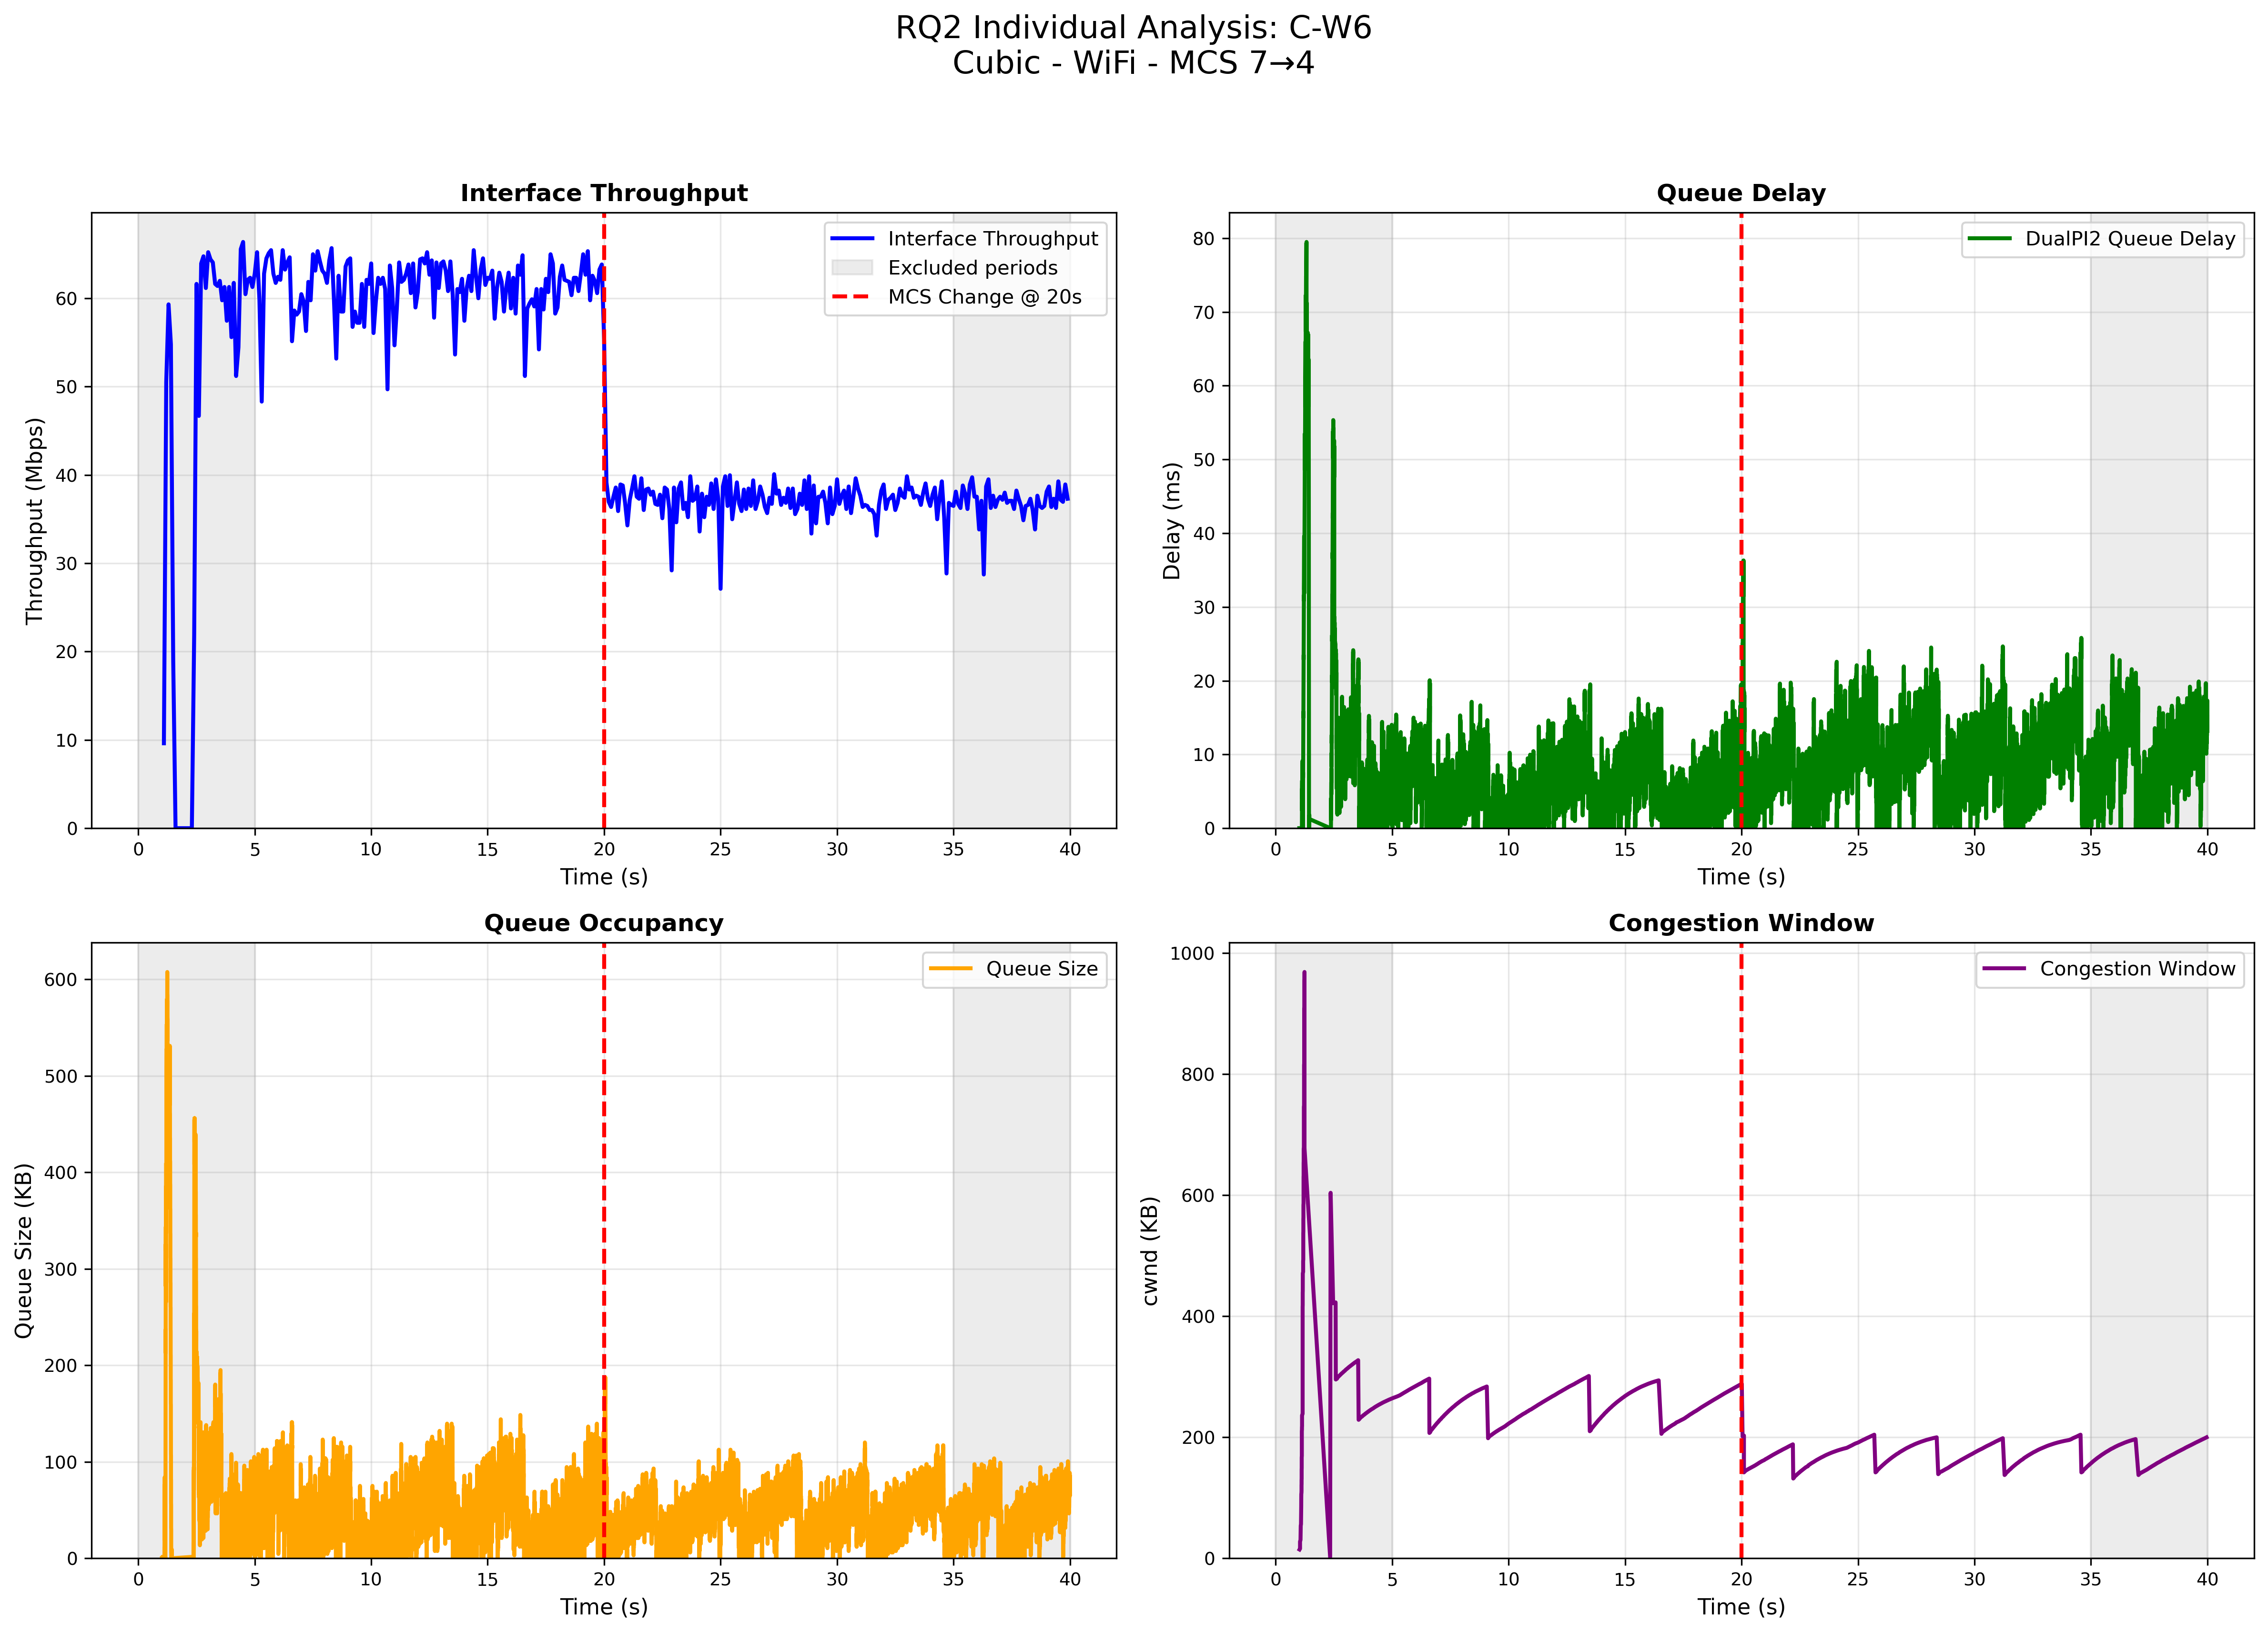 RQ2 Individual Analysis: C-W6
Cubic - WiFi - MCS 7→4
Interface Throughput
Throughput (Mbps)
60
50
40
30
20
10
0
Interface Throughput
Excluded periods
MCS Change @ 20s
0 5 10 15 20 25 30 35 40
Time (s)
Queue Delay
Delay (ms)
80
70
60
50
40
30
20
10
0
DualPI2 Queue Delay
0 5 10 15 20 25 30 35 40
Time (s)
Queue Occupancy
Queue Size (KB)
600
500
400
300
200
100
0
Queue Size
0 5 10 15 20 25 30 35 40
Time (s)
Congestion Window
cwnd (KB)
1000
800
600
400
200
0
Congestion Window
0 5 10 15 20 25 30 35 40
Time (s)